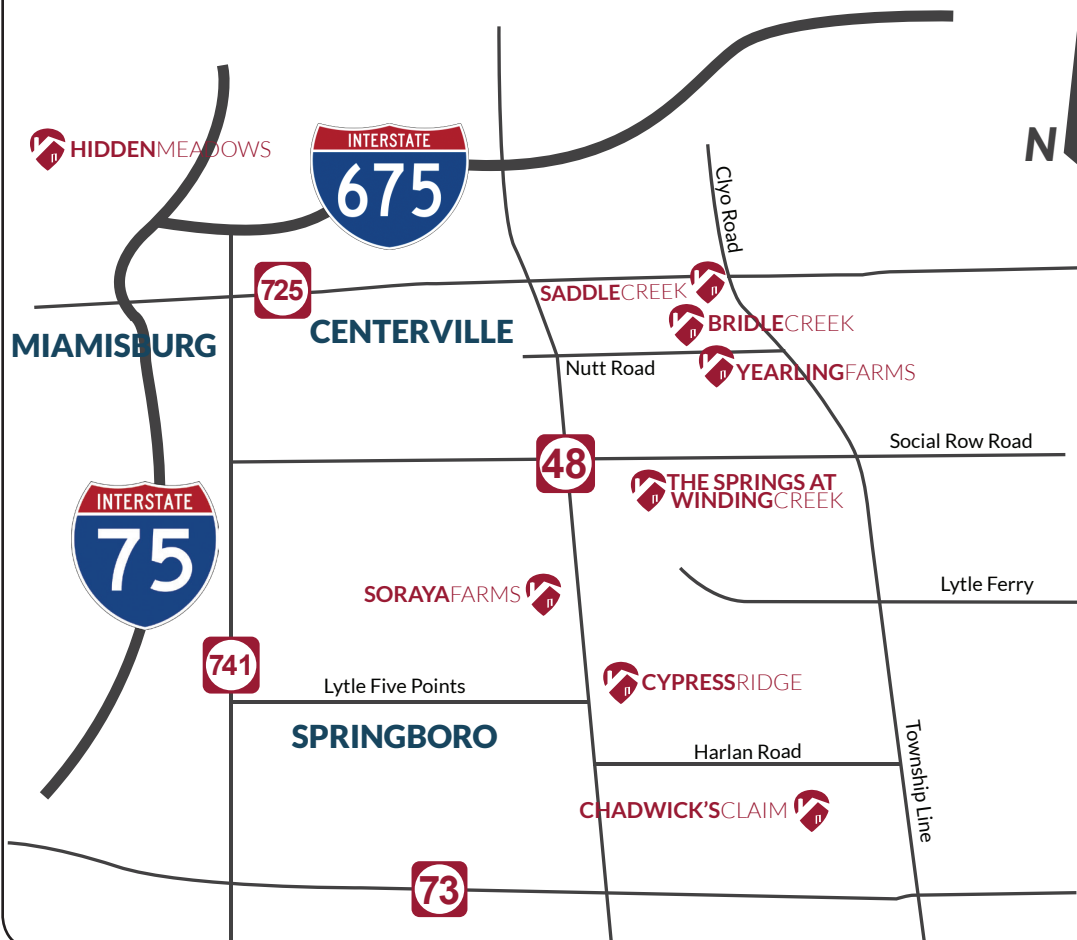 HIDDENMEADOWS
INTERSTATE
675
N
Clyo Road
725
SADDLECREEK
MIAMISBURG
CENTERVILLE
BRIDLECREEK
Nutt Road
YEARLINGFARMS
48
Social Row Road
THE SPRINGS AT
WINDINGCREEK
INTERSTATE
75
SORAYAFARMS
Lytle Ferry
741
Lytle Five Points
CYPRESSRIDGE
SPRINGBORO
Harlan Road
Township Line
CHADWICK'SCLAIM
73